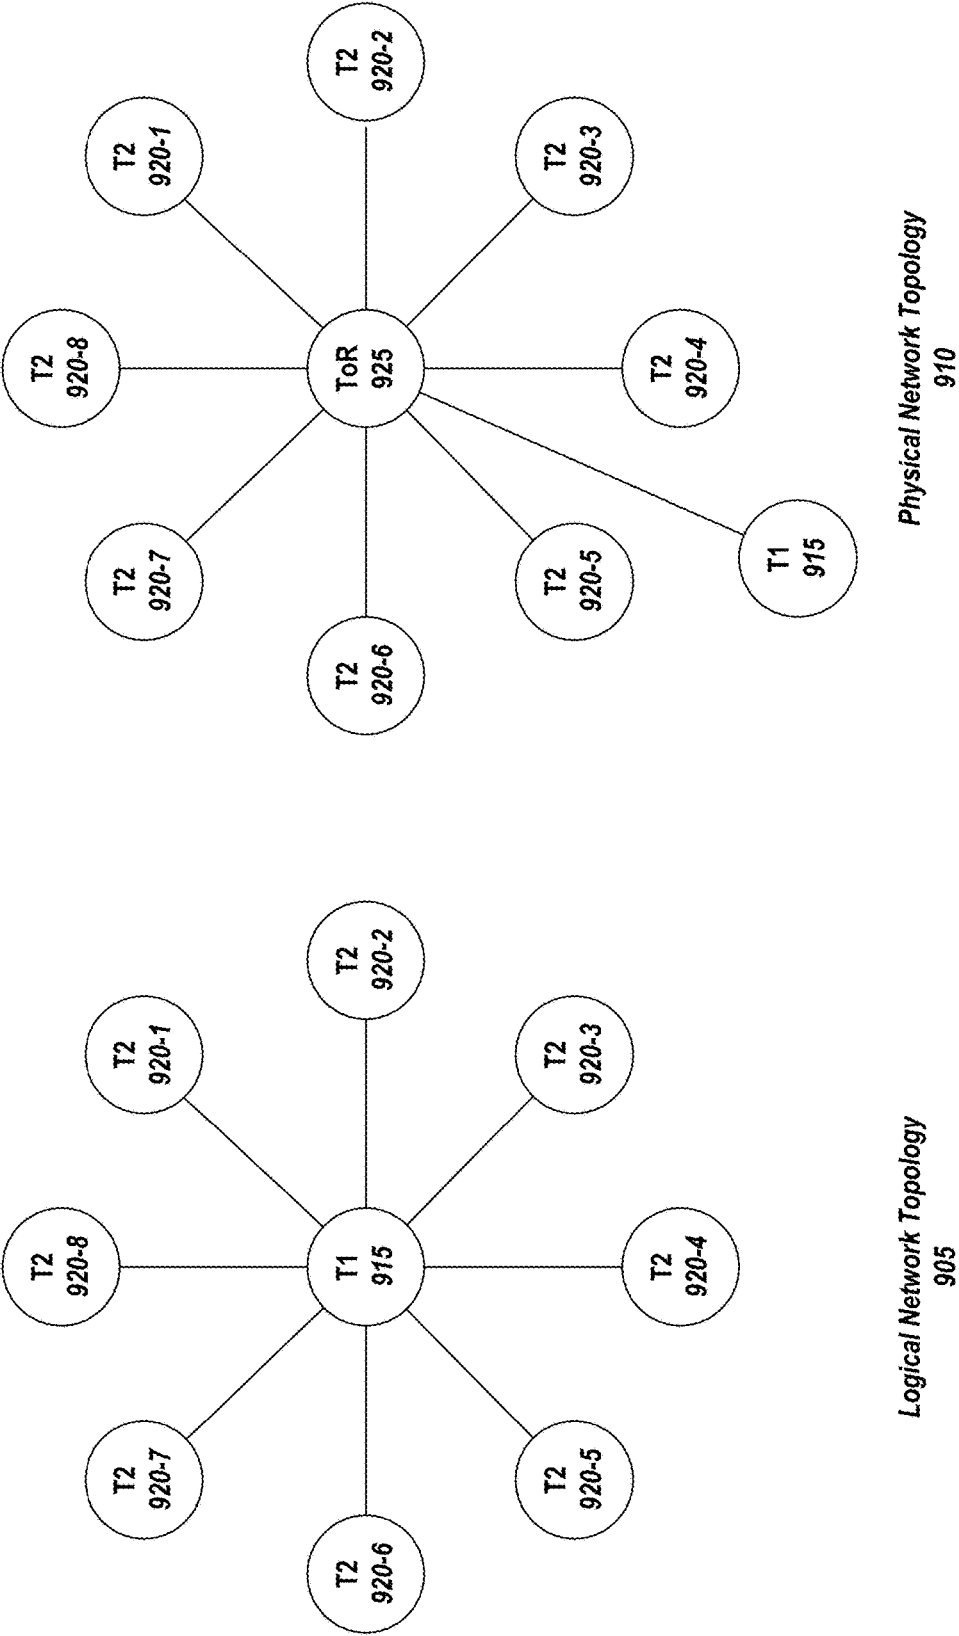 T2
920-8
T2
920-1
T2
920-7
T2
920-2
T1
915
T2
920-6
T2
920-3
T2
920-5
T2
920-4
Logical Network Topology
905
T2
920-8
T2
920-1
T2
920-7
T2
920-2
ToR
925
T2
920-6
T2
920-3
T2
920-5
T2
920-4
T1
915
Physical Network Topology
910